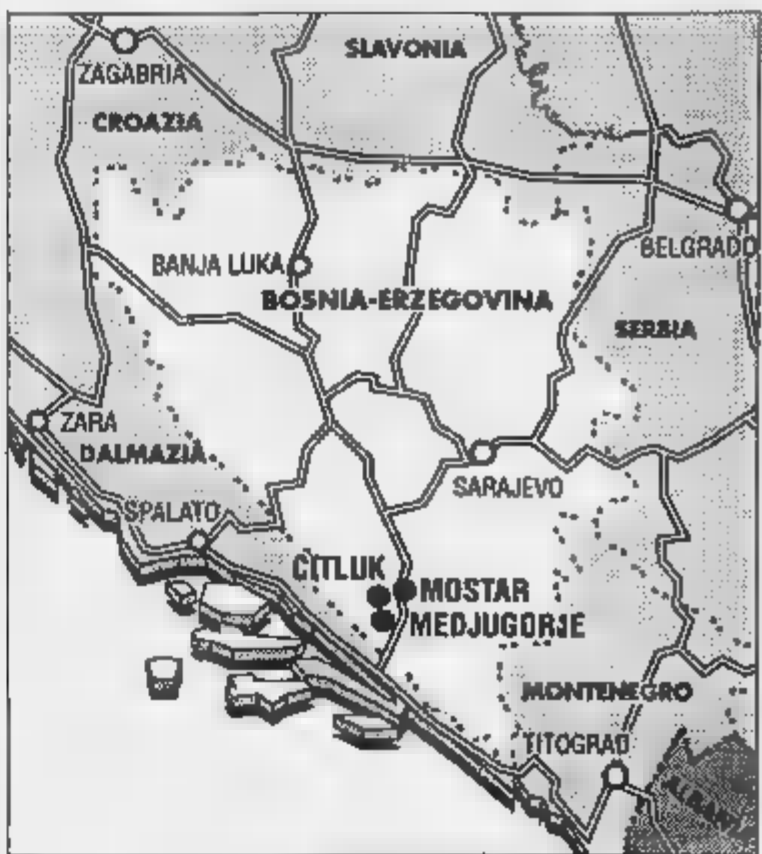 SLAVONIA
ZAGABRIA
CROAZIA
BELGRADO
BANJA LUKA
BOSNIA-ERZEGOVINA
SERBIA
ZARA
DALMAZIA
SARAJEVO
SPALATO
CITLUK
MOSTAR
MEDJUGORJE
MONTENEGRO
TITOGRAD